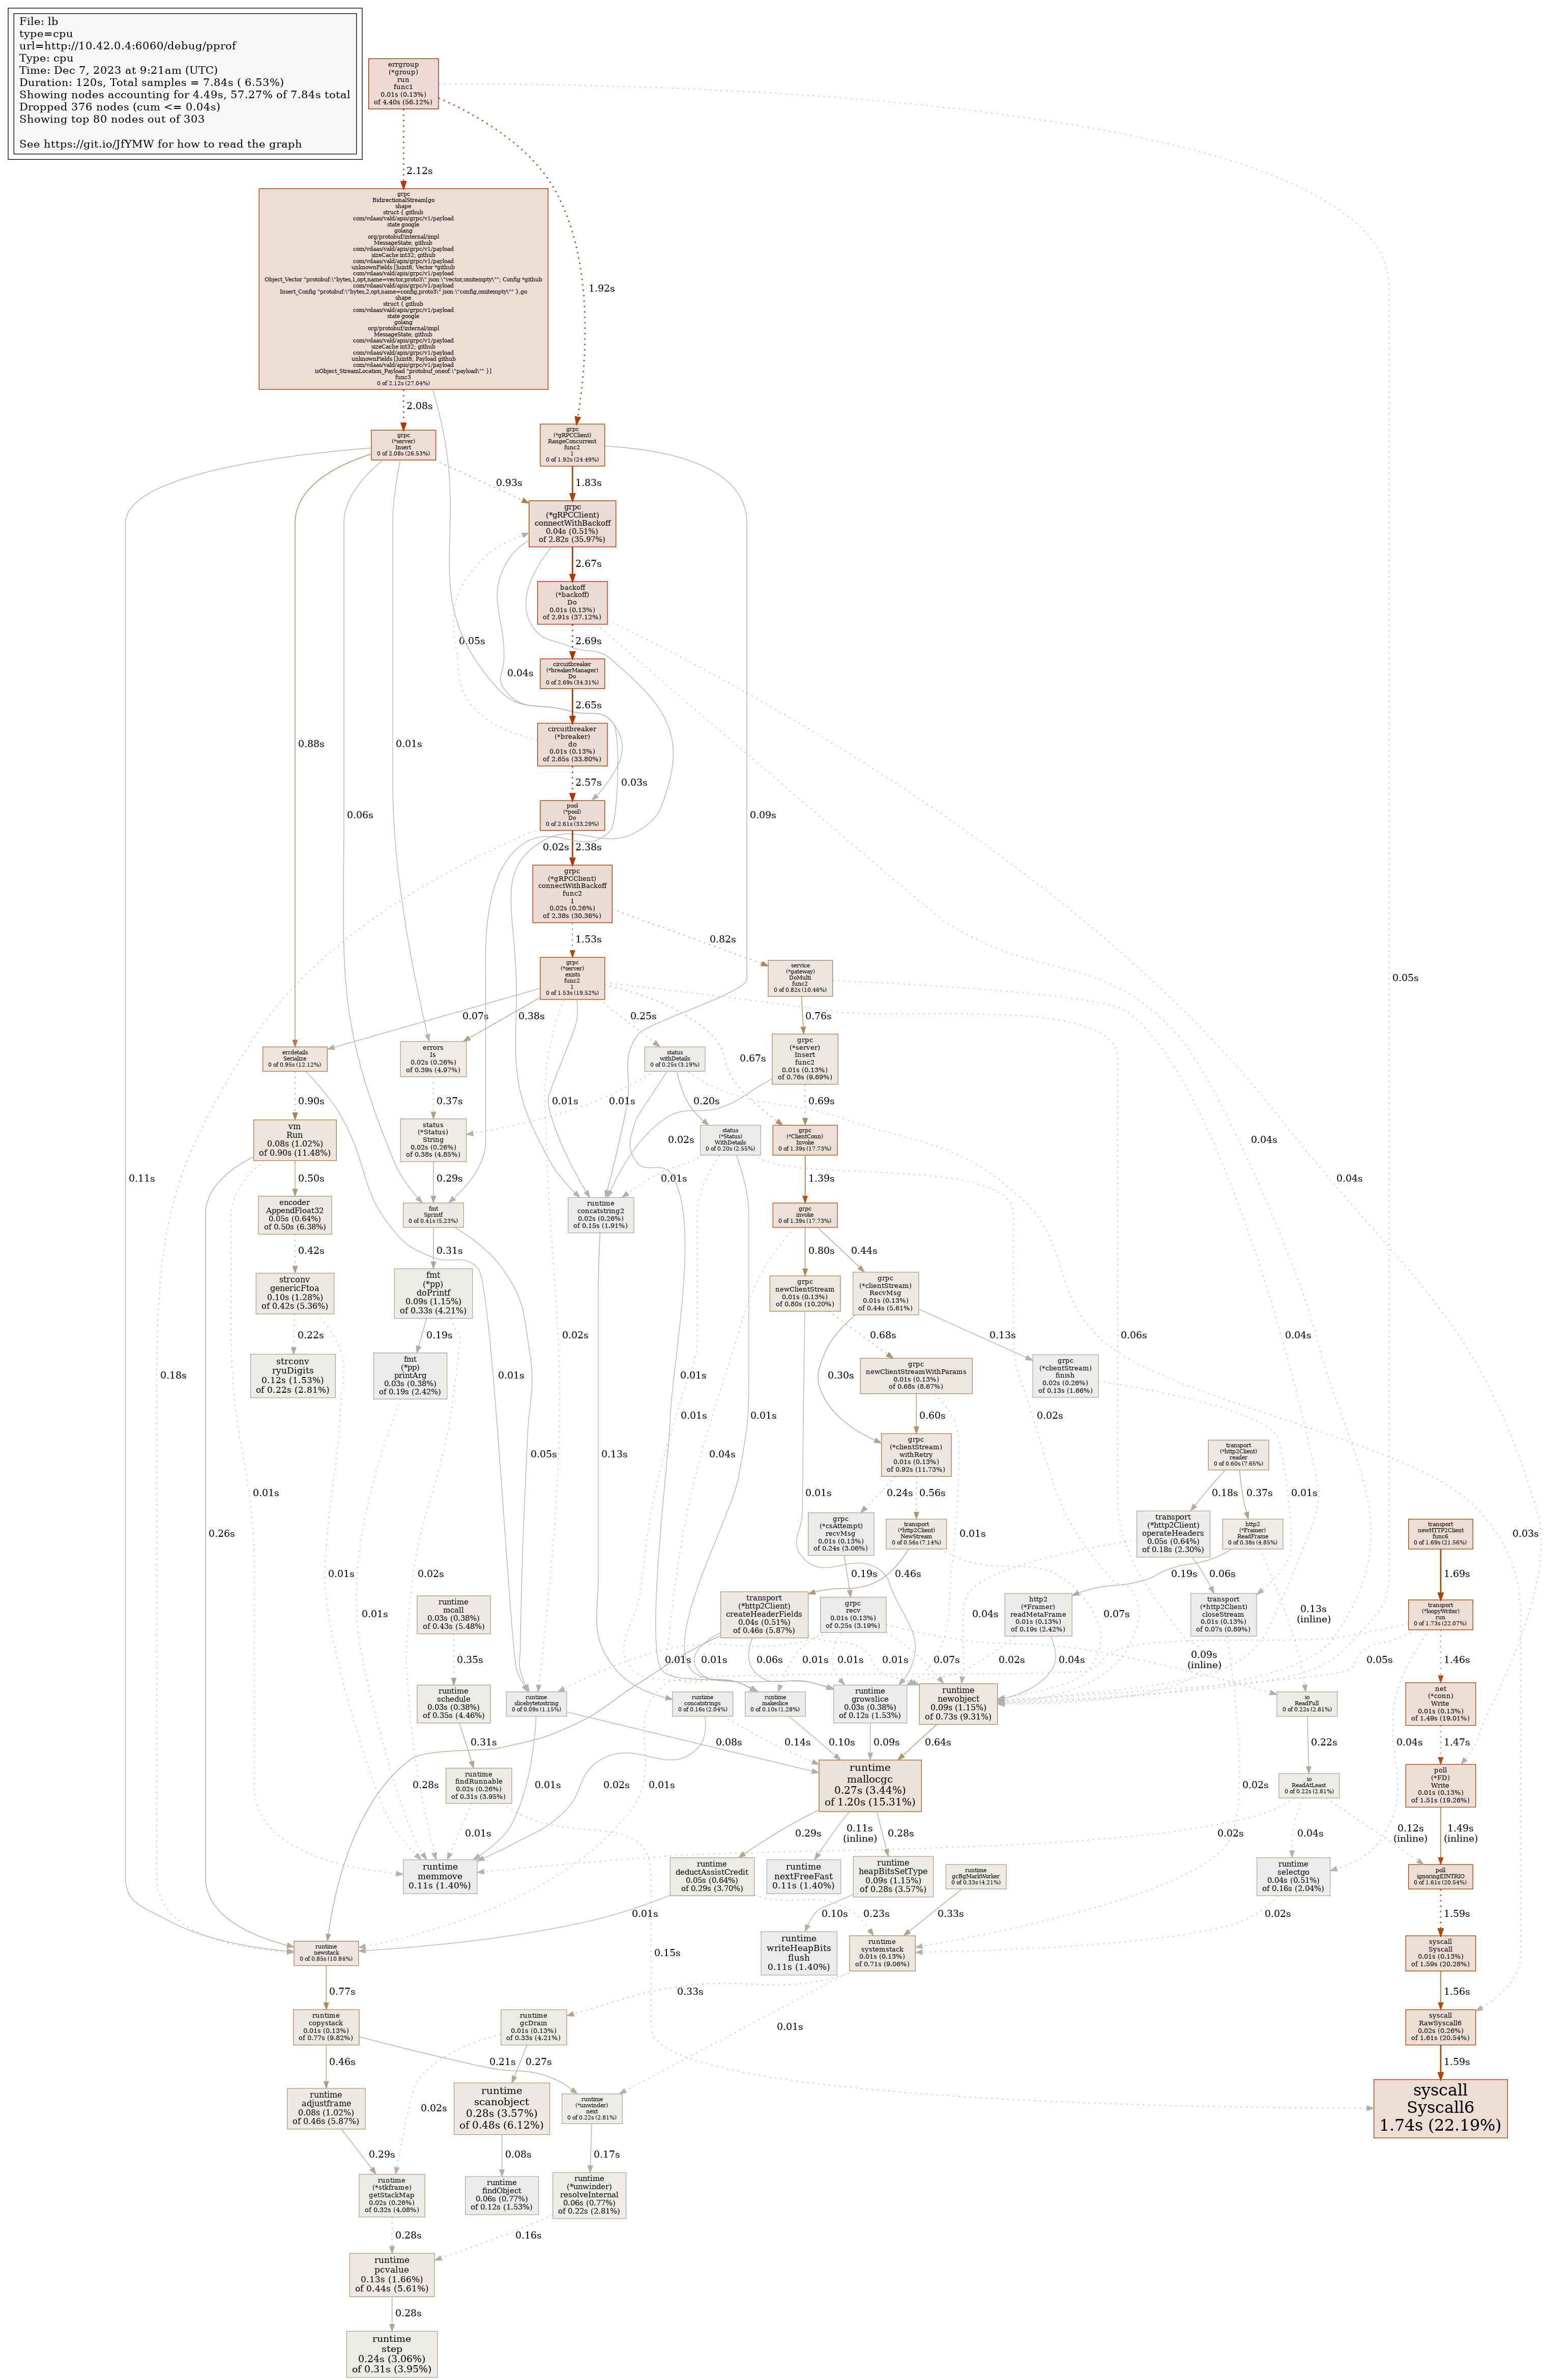 File: lb
type=cpu
url=http://10.42.0.4:6060/debug/pprof
Type: cpu
Time: Dec 7, 2023 at 9:21am (UTC)
Duration: 120s, Total samples = 7.84s ( 6.53%)
Showing nodes accounting for 4.49s, 57.27% of 7.84s total
Dropped 376 nodes (cum <= 0.04s)
Showing top 80 nodes out of 303
See https://git.io/JfYMW for how to read the graph
errgroup
(*group)
run
func1
0.01s (0.13%)
of 4.40s (56.12%)
2.12s
1.92s
0.05s
grpc
BidirectionalStream[go
shape
struct { github
com/vdaas/vald/apis/grpc/v1/payload
state google
golang
org/protobuf/internal/impl
MessageState; github
com/vdaas/vald/apis/grpc/v1/payload
sizeCache int32; github
com/vdaas/vald/apis/grpc/v1/payload
unknownFields []uint8; Vector *github
com/vdaas/vald/apis/grpc/v1/payload
Object_Vector "protobuf:\"bytes,1,opt,name=vector,proto3\" json:\"vector,omitempty\""; Config *github
com/vdaas/vald/apis/grpc/v1/payload
Insert_Config "protobuf:\"bytes,2,opt,name=config,proto3\" json:\"config,omitempty\"" },go
shape
struct { github
com/vdaas/vald/apis/grpc/v1/payload
state google
golang
org/protobuf/internal/impl
MessageState; github
com/vdaas/vald/apis/grpc/v1/payload
sizeCache int32; github
com/vdaas/vald/apis/grpc/v1/payload
unknownFields []uint8; Payload github
com/vdaas/vald/apis/grpc/v1/payload
isObject_StreamLocation_Payload "protobuf_oneof:\"payload\"" }]
func3
0 of 2.12s (27.04%)
2.08s
grpc
(*server)
Insert
0 of 2.08s (26.53%)
grpc
(*gRPCClient)
RangeConcurrent
func2
1
0 of 1.92s (24.49%)
0.93s
1.83s
grpc
(*gRPCClient)
connectWithBackoff
0.04s (0.51%)
of 2.82s (35.97%)
2.67s
backoff
(*backoff)
Do
0.01s (0.13%)
of 2.91s (37.12%)
0.05s
2.69s
0.04s
circuitbreaker
(*breakerManager)
Do
0 of 2.69s (34.31%)
2.65s
0.88s
0.01s
circuitbreaker
(*breaker)
do
0.01s (0.13%)
of 2.65s (33.80%)
2.57s
0.03s
0.06s
0.09s
pool
(*pool)
Do
0 of 2.61s (33.29%)
0.02s
2.38s
grpc
(*gRPCClient)
connectWithBackoff
func2
1
0.02s (0.26%)
of 2.38s (30.36%)
1.53s
0.82s
grpc
(*server)
exists
func2
1
0 of 1.53s (19.52%)
service
(*gateway)
DoMulti
func2
0 of 0.82s (10.46%)
0.07s
0.38s
0.25s
0.67s
0.76s
errdetails
Serialize
0 of 0.95s (12.12%)
errors
Is
0.02s (0.26%)
of 0.39s (4.97%)
status
withDetails
0 of 0.25s (3.19%)
grpc
(*server)
Insert
func2
0.01s (0.13%)
of 0.76s (9.69%)
0.90s
0.37s
0.01s
0.01s
0.20s
0.69s
vm
Run
0.08s (1.02%)
of 0.90s (11.48%)
status
(*Status)
String
0.02s (0.26%)
of 0.38s (4.85%)
status
(*Status)
WithDetails
0 of 0.20s (2.55%)
grpc
(*ClientConn)
Invoke
0 of 1.39s (17.73%)
0.02s
0.04s
0.11s
0.50s
0.29s
0.01s
1.39s
0.04s
encoder
AppendFloat32
0.05s (0.64%)
of 0.50s (6.38%)
fmt
Sprintf
0 of 0.41s (5.23%)
runtime
concatstring2
0.02s (0.26%)
of 0.15s (1.91%)
grpc
invoke
0 of 1.39s (17.73%)
0.42s
0.31s
0.80s
0.44s
strconv
genericFtoa
0.10s (1.28%)
of 0.42s (5.36%)
fmt
(*pp)
doPrintf
0.09s (1.15%)
of 0.33s (4.21%)
grpc
newClientStream
0.01s (0.13%)
of 0.80s (10.20%)
grpc
(*clientStream)
RecvMsg
0.01s (0.13%)
of 0.44s (5.61%)
0.22s
0.19s
0.02s
0.68s
0.13s
0.06s
0.04s
strconv
ryuDigits
0.12s (1.53%)
of 0.22s (2.81%)
fmt
(*pp)
printArg
0.03s (0.38%)
of 0.19s (2.42%)
0.18s
0.01s
0.01s
0.30s
grpc
newClientStreamWithParams
0.01s (0.13%)
of 0.68s (8.67%)
grpc
(*clientStream)
finish
0.02s (0.26%)
of 0.13s (1.66%)
0.01s
0.01s
0.60s
0.02s
0.05s
0.13s
0.04s
grpc
(*clientStream)
withRetry
0.01s (0.13%)
of 0.92s (11.73%)
transport
(*http2Client)
reader
0 of 0.60s (7.65%)
0.01s
0.26s
0.01s
0.24s
0.56s
0.18s
0.37s
0.01s
grpc
(*csAttempt)
recvMsg
0.01s (0.13%)
of 0.24s (3.06%)
transport
(*http2Client)
NewStream
0 of 0.56s (7.14%)
0.01s
transport
(*http2Client)
operateHeaders
0.05s (0.64%)
of 0.18s (2.30%)
http2
(*Framer)
ReadFrame
0 of 0.38s (4.85%)
transport
newHTTP2Client
func6
0 of 1.69s (21.56%)
0.03s
0.01s
0.02s
0.01s
0.19s
0.46s
0.19s
0.06s
1.69s
runtime
mcall
0.03s (0.38%)
of 0.43s (5.48%)
transport
(*http2Client)
createHeaderFields
0.04s (0.51%)
of 0.46s (5.87%)
grpc
recv
0.01s (0.13%)
of 0.25s (3.19%)
0.04s
http2
(*Framer)
readMetaFrame
0.01s (0.13%)
of 0.19s (2.42%)
0.07s
transport
(*http2Client)
closeStream
0.01s (0.13%)
of 0.07s (0.89%)
0.13s
(inline)
transport
(*loopyWriter)
run
0 of 1.73s (22.07%)
0.35s
0.01s
0.01s
0.06s
0.01s
0.01s
0.01s
0.07s
0.02s
0.04s
0.09s
(inline)
0.05s
1.46s
runtime
schedule
0.03s (0.38%)
of 0.35s (4.46%)
runtime
slicebytetostring
0 of 0.09s (1.15%)
runtime
concatstrings
0 of 0.16s (2.04%)
runtime
makeslice
0 of 0.10s (1.28%)
runtime
growslice
0.03s (0.38%)
of 0.12s (1.53%)
runtime
newobject
0.09s (1.15%)
of 0.73s (9.31%)
io
ReadFull
0 of 0.22s (2.81%)
net
(*conn)
Write
0.01s (0.13%)
of 1.49s (19.01%)
0.31s
0.31s
0.08s
0.14s
0.10s
0.09s
0.64s
0.22s
0.04s
1.47s
runtime
findRunnable
0.02s (0.26%)
of 0.31s (3.95%)
0.28s
0.01s
0.02s
0.01s
runtime
mallocgc
0.27s (3.44%)
of 1.20s (15.31%)
0.02s
io
ReadAtLeast
0 of 0.22s (2.81%)
poll
(*FD)
Write
0.01s (0.13%)
of 1.51s (19.26%)
0.01s
0.29s
0.11s
(inline)
0.28s
0.02s
0.04s
0.12s
(inline)
1.49s
(inline)
runtime
memmove
0.11s (1.40%)
runtime
deductAssistCredit
0.05s (0.64%)
of 0.29s (3.70%)
runtime
nextFreeFast
0.11s (1.40%)
runtime
heapBitsSetType
0.09s (1.15%)
of 0.28s (3.57%)
runtime
gcBgMarkWorker
0 of 0.33s (4.21%)
runtime
selectgo
0.04s (0.51%)
of 0.16s (2.04%)
poll
ignoringEINTRIO
0 of 1.61s (20.54%)
0.01s
0.23s
0.10s
0.33s
0.02s
1.59s
runtime
newstack
0 of 0.85s (10.84%)
0.15s
runtime
writeHeapBits
flush
0.11s (1.40%)
runtime
systemstack
0.01s (0.13%)
of 0.71s (9.06%)
syscall
Syscall
0.01s (0.13%)
of 1.59s (20.28%)
0.77s
0.33s
0.01s
1.56s
runtime
copystack
0.01s (0.13%)
of 0.77s (9.82%)
runtime
gcDrain
0.01s (0.13%)
of 0.33s (4.21%)
syscall
RawSyscall6
0.02s (0.26%)
of 1.61s (20.54%)
0.46s
0.21s
0.27s
1.59s
runtime
adjustframe
0.08s (1.02%)
of 0.46s (5.87%)
0.02s
runtime
scanobject
0.28s (3.57%)
of 0.48s (6.12%)
runtime
(*unwinder)
next
0 of 0.22s (2.81%)
syscall
Syscall6
1.74s (22.19%)
0.29s
0.08s
0.17s
runtime
(*stkframe)
getStackMap
0.02s (0.26%)
of 0.32s (4.08%)
runtime
findObject
0.06s (0.77%)
of 0.12s (1.53%)
runtime
(*unwinder)
resolveInternal
0.06s (0.77%)
of 0.22s (2.81%)
0.28s
0.16s
runtime
pcvalue
0.13s (1.66%)
of 0.44s (5.61%)
0.28s
runtime
step
0.24s (3.06%)
of 0.31s (3.95%)